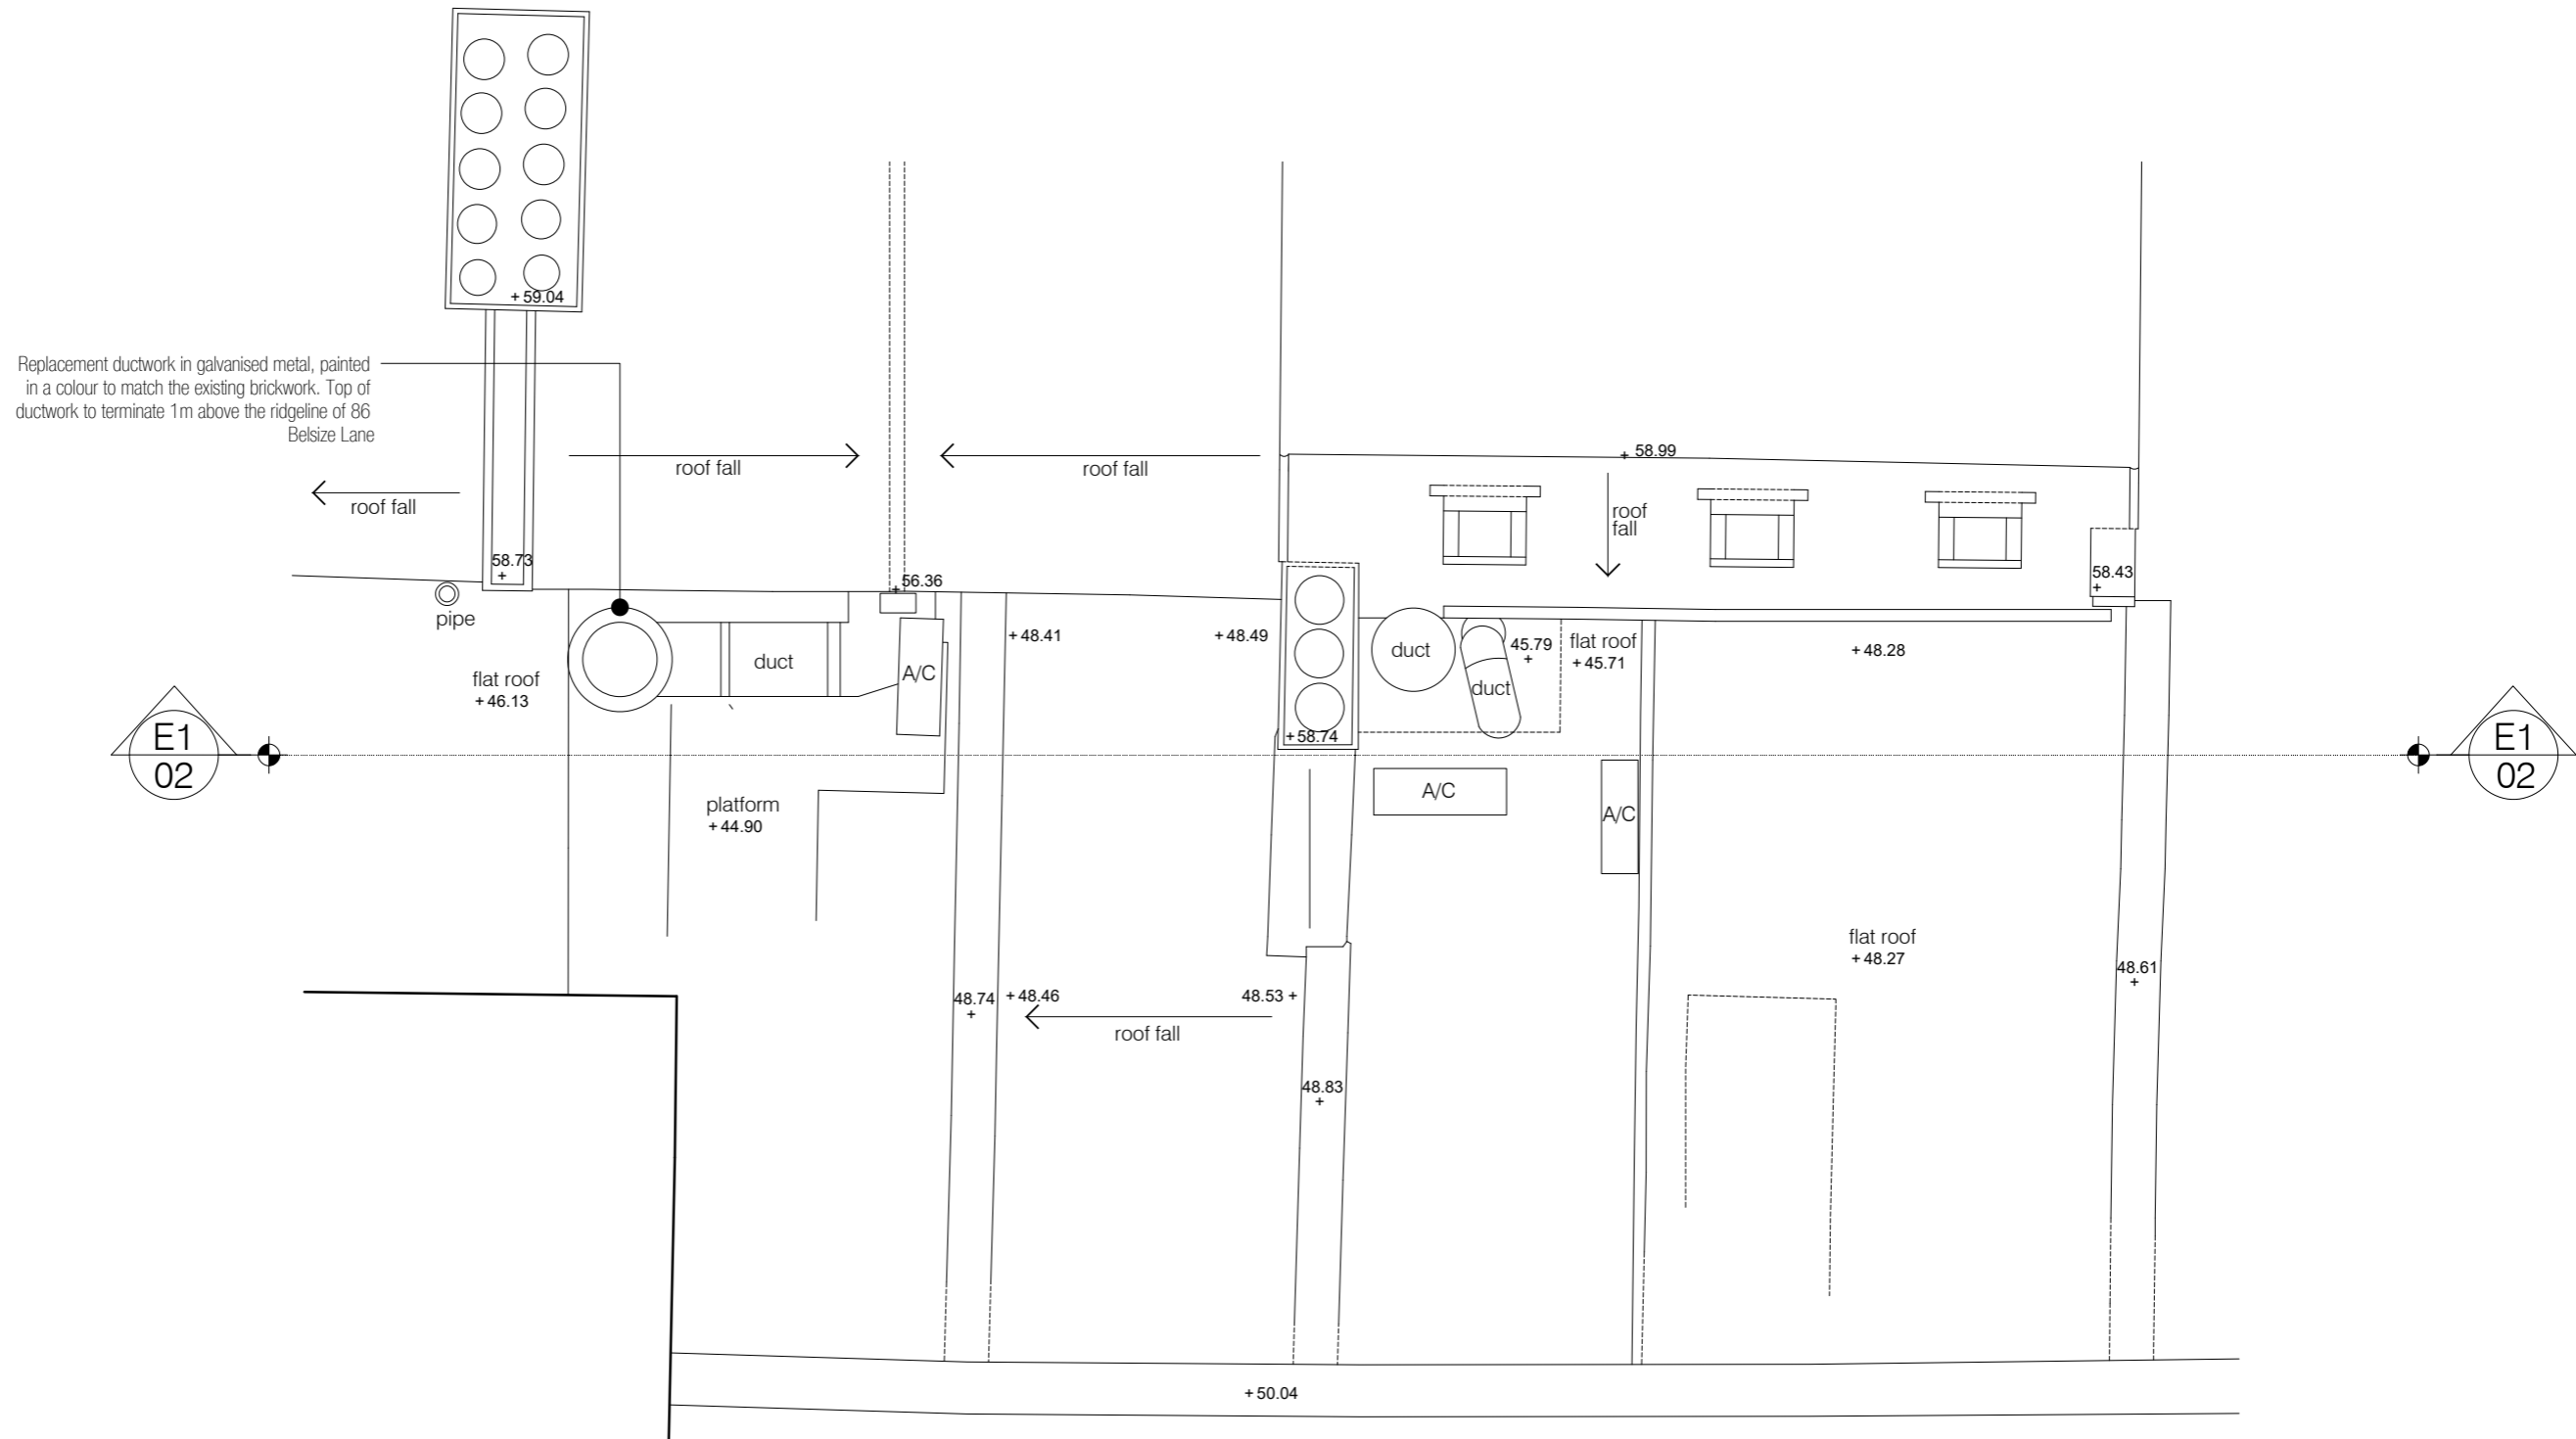 + 59.04
Replacement ductwork in galvanised metal, painted
in a colour to match the existing brickwork. Top of
ductwork to terminate 1m above the ridgeline of 86
Belsize Lane
roof fall
roof fall
roof fall
+ 58.99
roof
fall
58.73
+
56.36
+
58.43
+
pipe
+ 48.41
+ 48.49
duct
45.79
+
flat roof
+ 45.71
+ 48.28
duct
A/C
flat roof
+ 46.13
duct
+ 58.74
E1
02
E1
02
platform
+ 44.90
A/C
A/C
flat roof
+ 48.27
48.61
+
48.74
+
+ 48.46
48.53 +
roof fall
48.83
+
+ 50.04